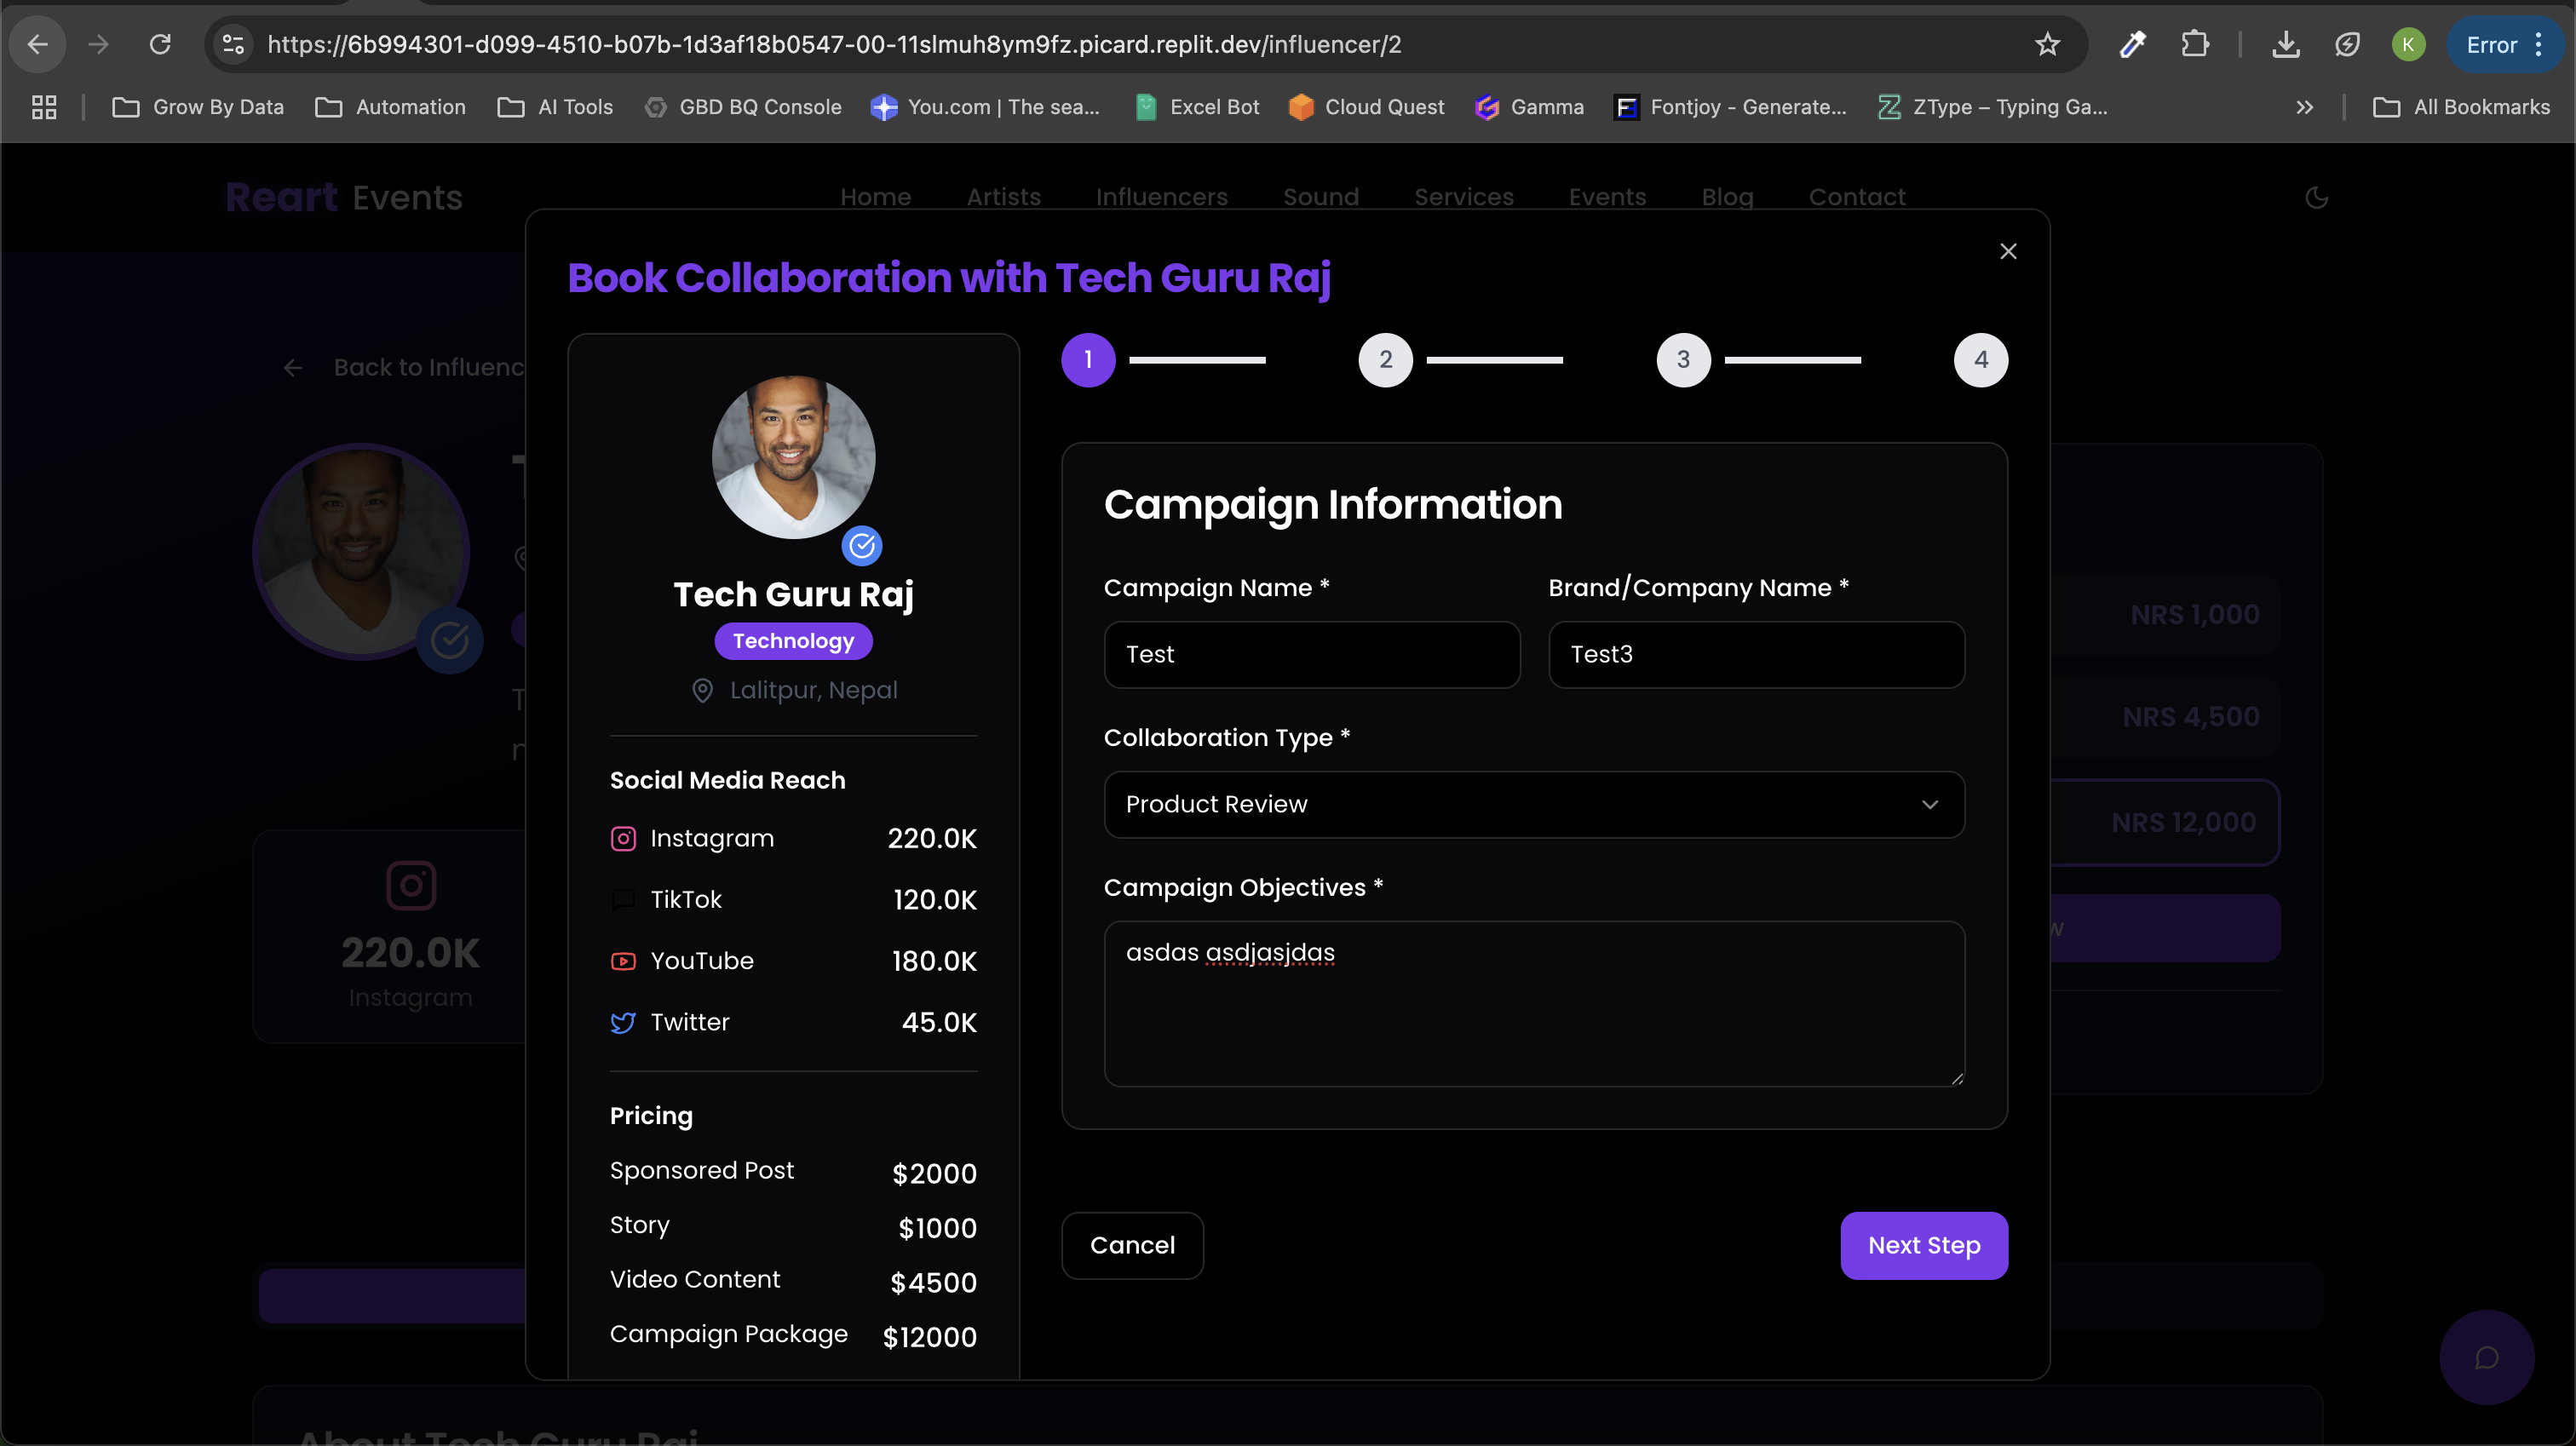 https://6b994301-d099-4510-b07b-1d3af18b0547-00-11slmuh8ym9fz.picard.replit.dev/influencer/2
K
Error
Grow By Data
Automation
AI Tools
GBD BQ Console
You.com | The sea...
Excel Bot
Cloud Quest
Gamma
Fontjoy - Generate...
ZType – Typing Ga...
All Bookmarks
Reart Events
Home
Artists
Influencers
Sound
Services
Events
Blog
Contact
Book Collaboration with Tech Guru Raj
Back to Influenc
1
2
3
4
Tech Guru Raj
Technology
Lalitpur, Nepal
Social Media Reach
Instagram 220.0K
TikTok 120.0K
YouTube 180.0K
Twitter 45.0K
Pricing
Sponsored Post $2000
Story $1000
Video Content $4500
Campaign Package $12000
Campaign Information
Campaign Name *
Brand/Company Name *
Test
Test3
Collaboration Type *
Product Review
Campaign Objectives *
asdas asdjasjdas
Cancel
Next Step
220.0K
Instagram
NRS 1,000
NRS 4,500
NRS 12,000
w
About Tech Guru Raj